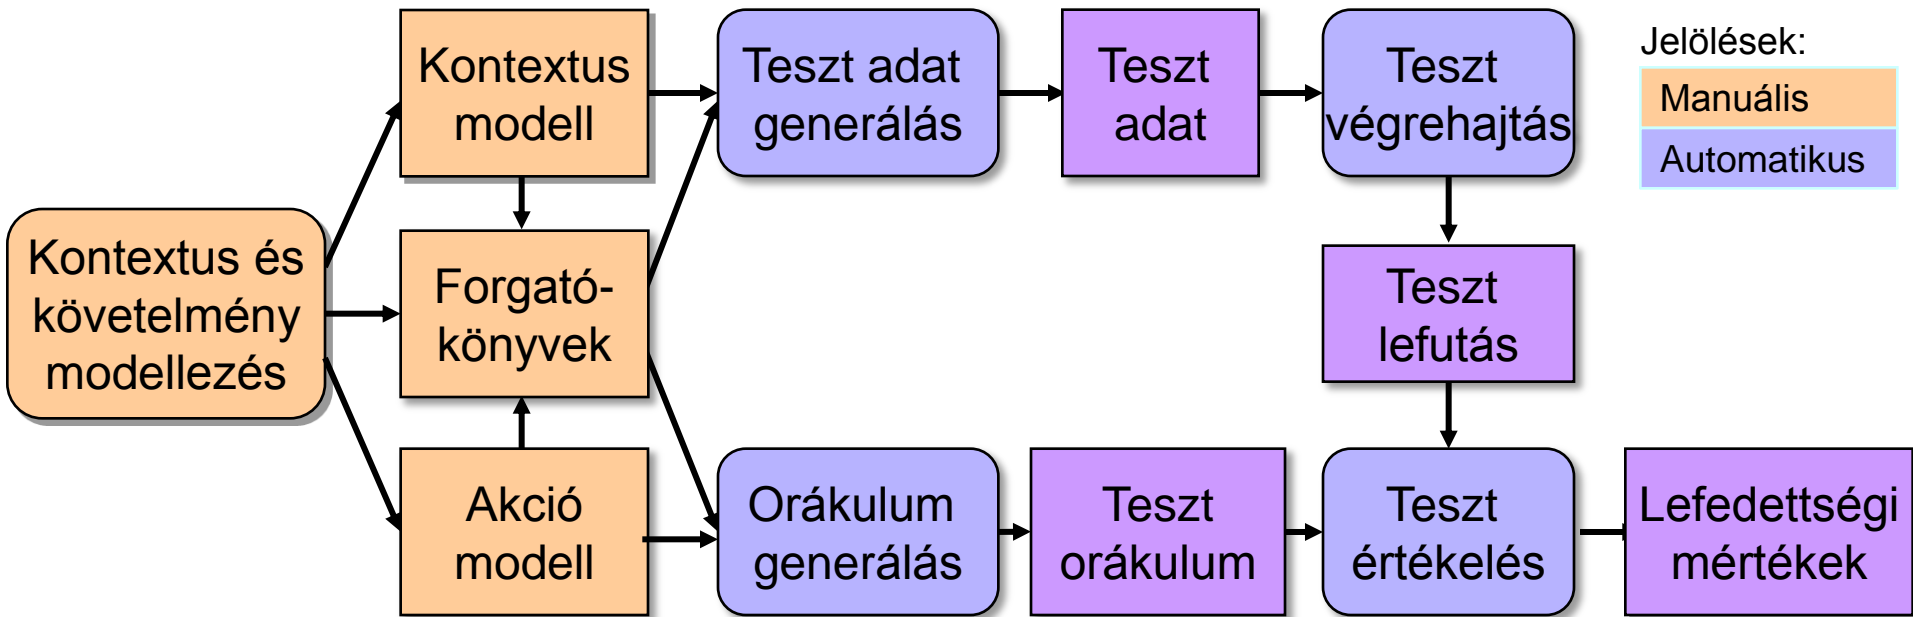 Kontextus és
követelmény
modellezés
Kontextus
modell
Forgató-
könyvek
Akció
modell
Teszt adat
generálás
Orákulum
generálás
Teszt
adat
Teszt
orákulum
Teszt
végrehajtás
Teszt
lefutás
Teszt
értékelés
Lefedettségi
mértékek
Jelölések:
Manuális
Automatikus